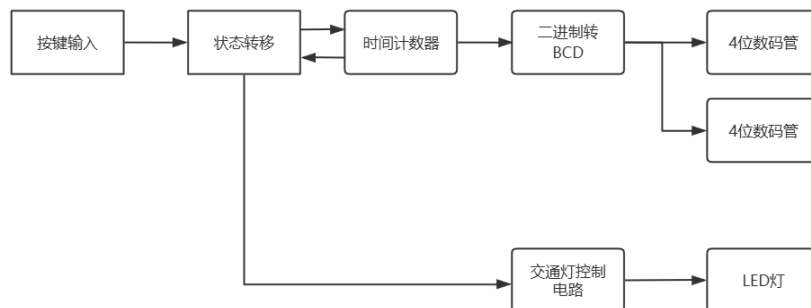 按键输入
状态转移
时间计数器
二进制转
BCD
4位数码管
4位数码管
交通灯控制
电路
LED灯